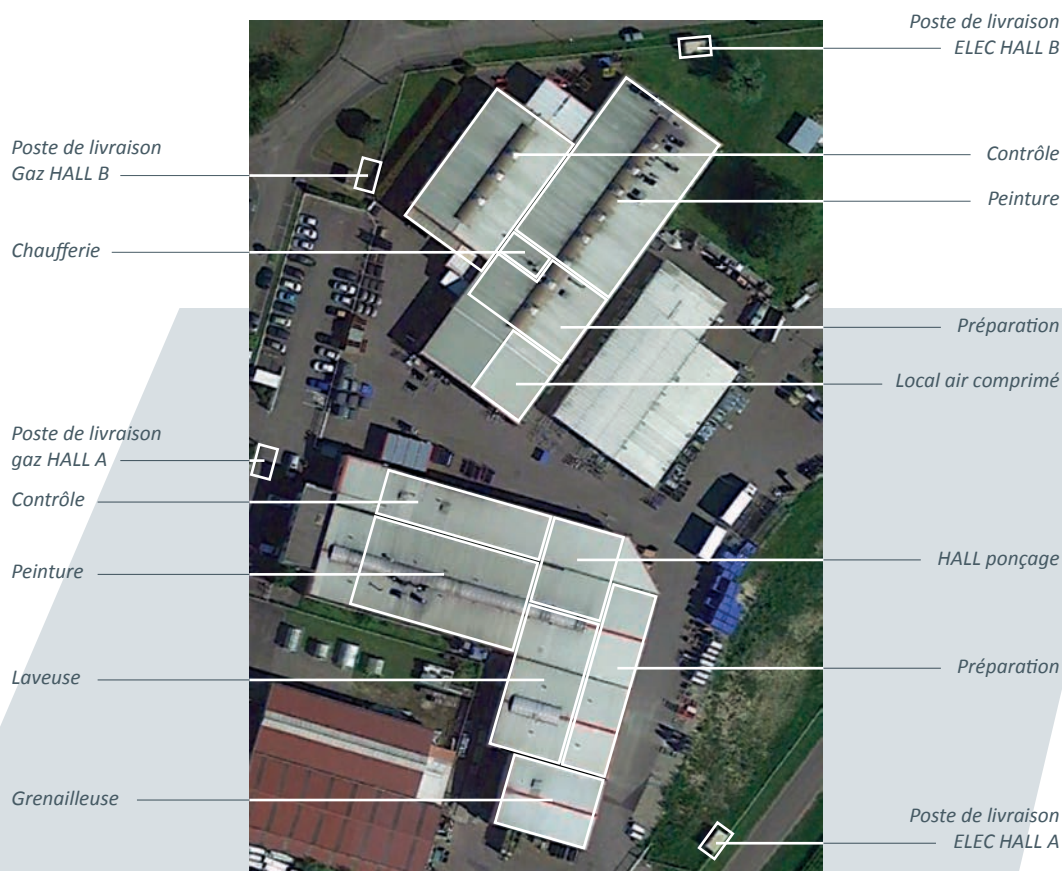 Poste de livraison
ELEC HALL B
Poste de livraison
Gaz HALL B
Contrôle
Peinture
Chaufferie
Préparation
Local air comprimé
Poste de livraison
gaz HALL A
Contrôle
HALL ponçage
Peinture
Préparation
Laveuse
Grenailleuse
Poste de livraison
ELEC HALL A